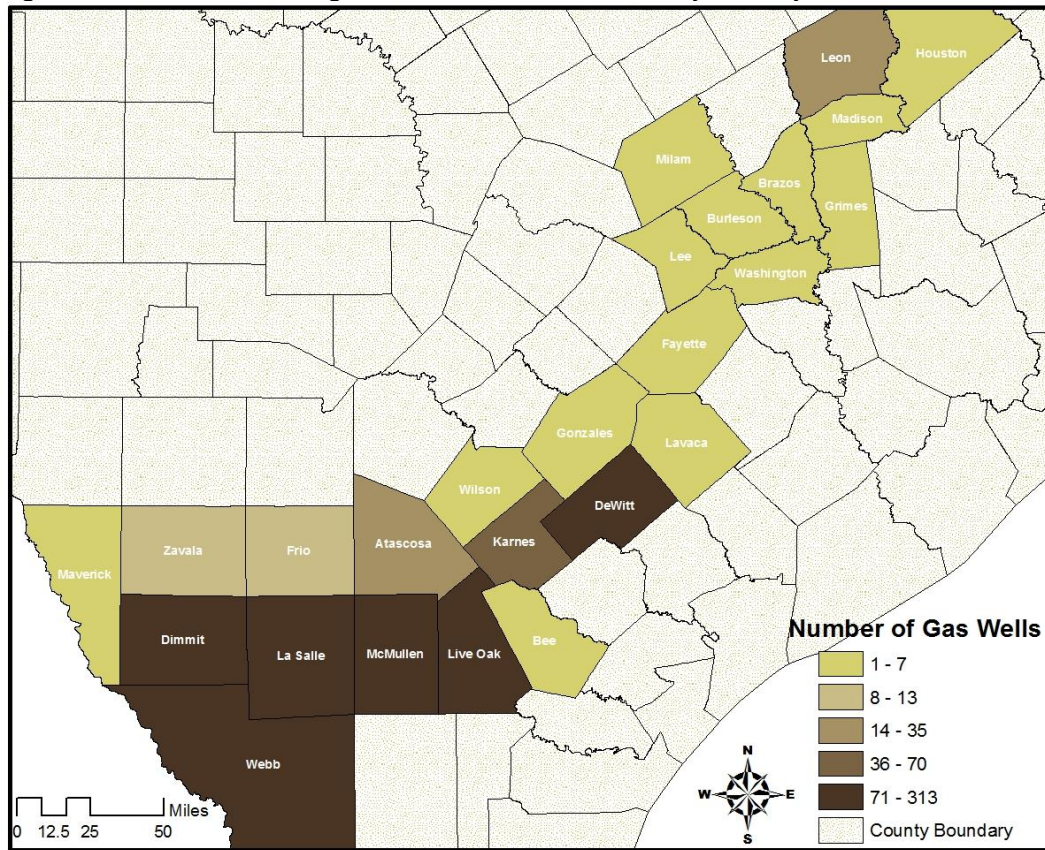 Leon
Houston
Madison
Milam
Brazos
Grimes
Burleson
Lee
Washington
Fayette
Gonzales
Lavaca
Wilson
DeWitt
Karnes
Atascosa
Zavala
Frio
Maverick
Dimmit
La Salle
McMullen
Live Oak
Bee
Webb
Number of Gas Wells
1 - 7
8 - 13
14 - 35
36 - 70
71 - 313
County Boundary
N
W
E
S
Miles
0 12.5 25 50